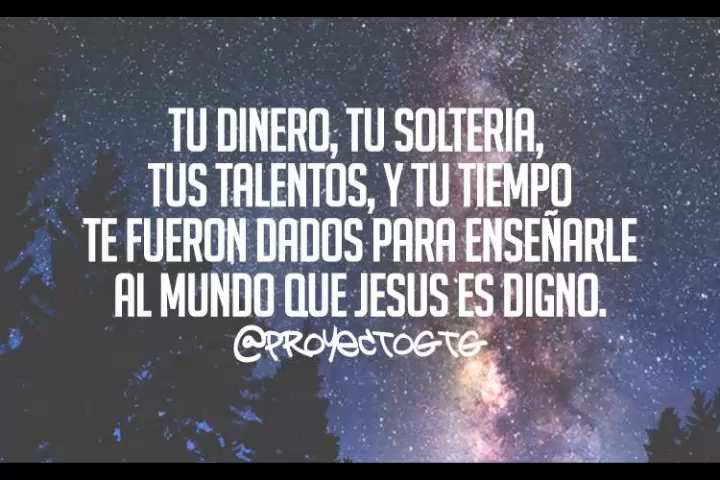 TU DINERO, TU SOLTERIA,
TUS TALENTOS, Y TU TIEMPO
TE FUERON DADOS PARA ENSEÑARLE
AL MUNDO QUE JESUS ES DIGNO.
@PROYECTOGTG